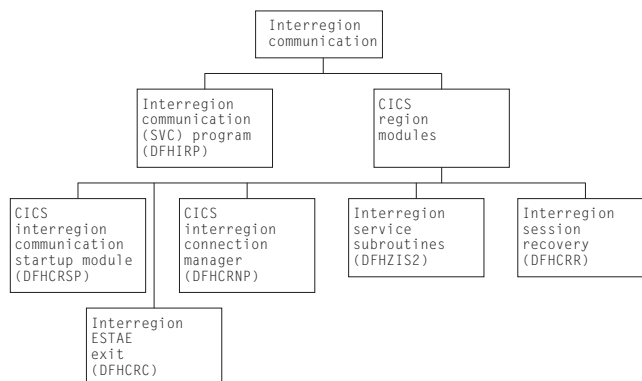 Interregion
communication
Interregion
communication
(SVC) program
(DFHIRP)
CICS
region
modules
CICS
interregion
communication
startup module
(DFHCRSP)
CICS
interregion
connection
manager
(DFHCRNP)
Interregion
service
subroutines
(DFHZIS2)
Interregion
session
recovery
(DFHCRR)
Interregion
ESTAE
exit
(DFHCRC)